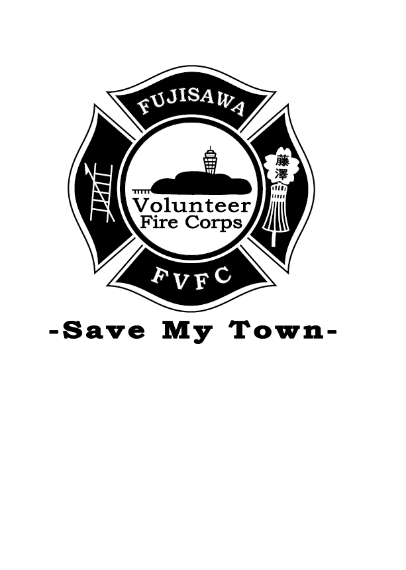 FUJISAWA
藤
澤
Volunteer
Fire Corps
FVFC
-Save My Town-